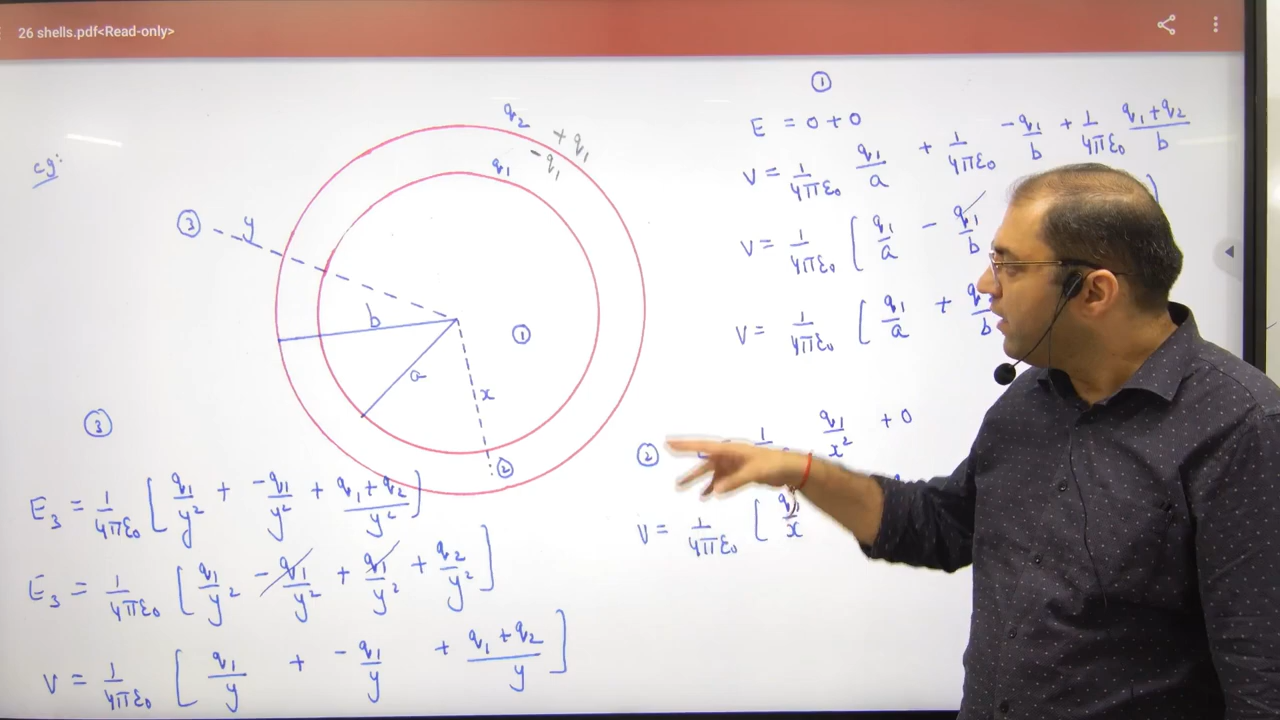 26 shells.pdf<Read-only>
eg:
q₂
+q₁
q₁
-q₁
③
y
b
①
a
x
②
①
E = 0+0
V = 1/4πε₀ q₁/a + 1/4πε₀ -q₁/b + 1/4πε₀ q₁+q₂/b
V = 1/4πε₀ [ q₁/a - q₁/b
V = 1/4πε₀ [ q₁/a +
②
q₁/x² + 0
V = 1/4πε₀ [ q₁/x
③
E₃ = 1/4πε₀ [ q₁/y² + -q₁/y² + q₁+q₂/y² ]
E₃ = 1/4πε₀ [ q₁/y² - q₁/y² + q₁/y² + q₂/y² ]
V = 1/4πε₀ [ q₁/y + -q₁/y + q₁+q₂/y ]